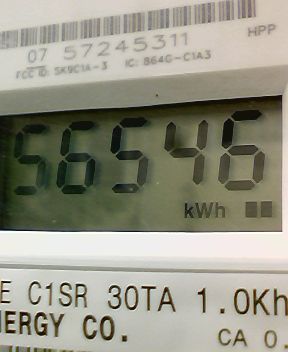 HPP
07 57245311
FCC ID: SK9C1A-3 IC: 864G-C1A3
56546
kWh
E C1SR 30TA 1.0Kh
NERGY CO.
CA 0.